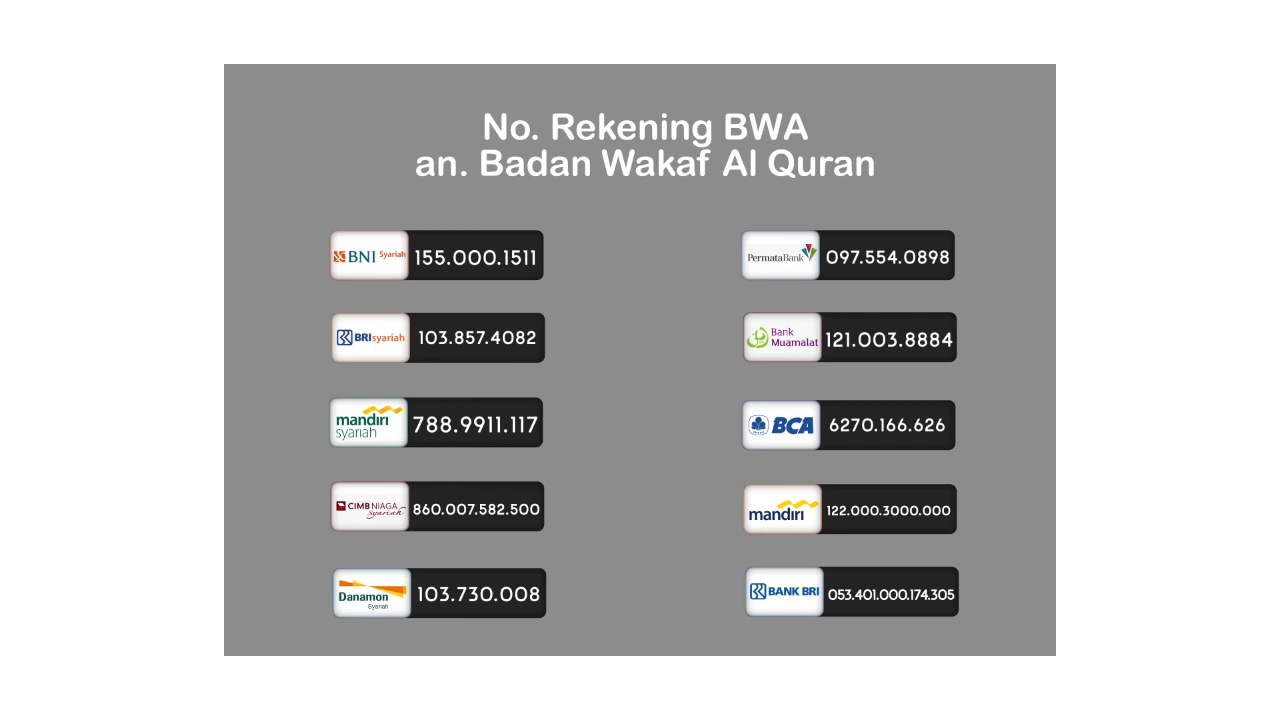 No. Rekening BWA
an. Badan Wakaf Al Quran
BNI Syariah 155.000.1511
BRIsyariah 103.857.4082
mandiri syariah 788.9911.117
CIMB NIAGA syariah 860.007.582.500
Danamon Syariah 103.730.008
PermataBank 097.554.0898
Bank Muamalat 121.003.8884
BCA 6270.166.626
mandiri 122.000.3000.000
BANK BRI 053.401.000.174.305